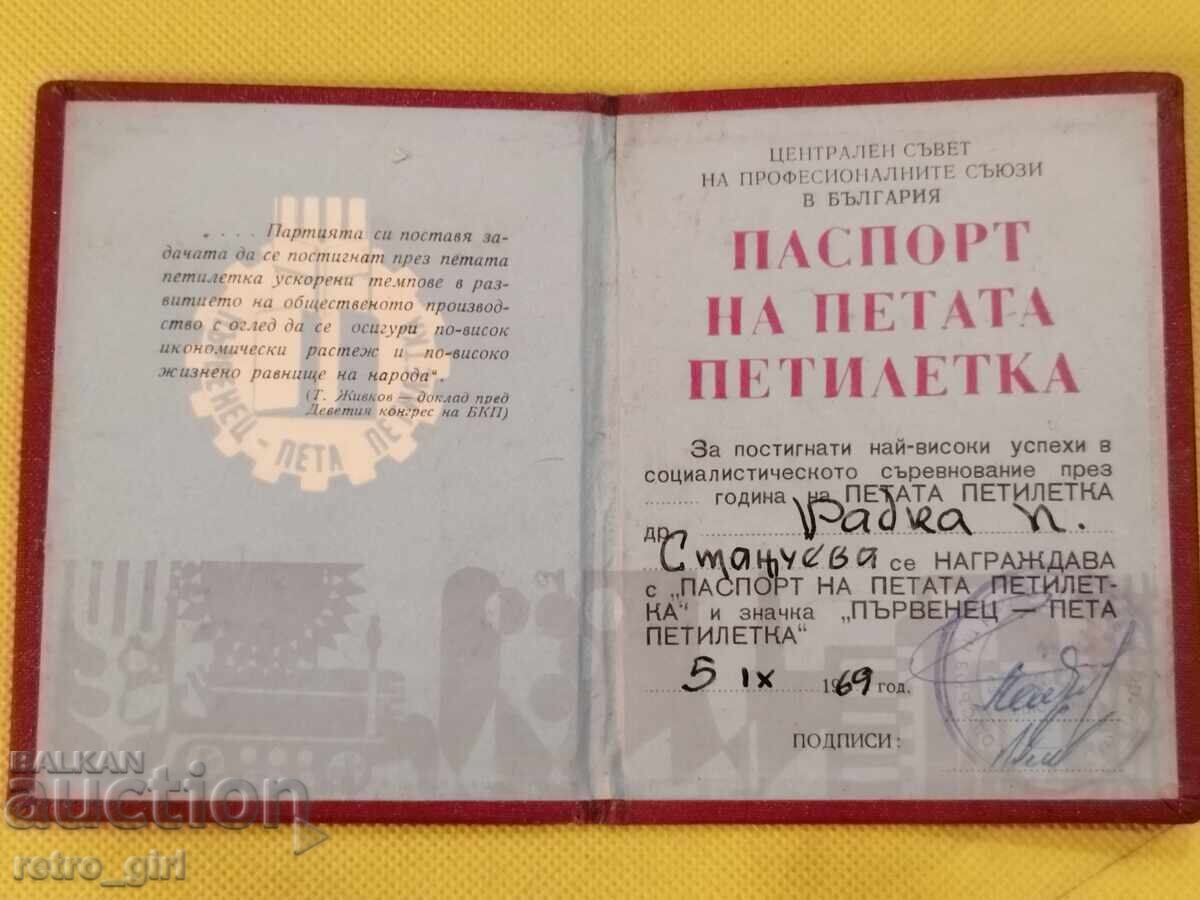 .... Партията си поставя за-
дачата да се постигнат през петата
петилетка ускорени темпове в раз-
витието на общественото производ-
ство с оглед да се осигури по-висок
икономически растеж и по-високо
жизнено равнище на народа“.
(Т. Живков — доклад пред
Деветия конгрес на БКП)
ПЪРВЕНЕЦ - ПЕТА ПЕТИЛЕТКА
ЦЕНТРАЛЕН СЪВЕТ
НА ПРОФЕСИОНАЛНИТЕ СЪЮЗИ
В БЪЛГАРИЯ
ПАСПОРТ
НА ПЕТАТА
ПЕТИЛЕТКА
За постигнати най-високи успехи в
социалистическото съревнование през
......... година на ПЕТАТА ПЕТИЛЕТКА
др. Радка П.
Станчева се НАГРАЖДАВА
с „ПАСПОРТ НА ПЕТАТА ПЕТИЛЕТ-
КА“ и значка „ПЪРВЕНЕЦ — ПЕТА
ПЕТИЛЕТКА“
5 IX 1969 год.
ПОДПИСИ:
BALKAN
auction
retro_girl